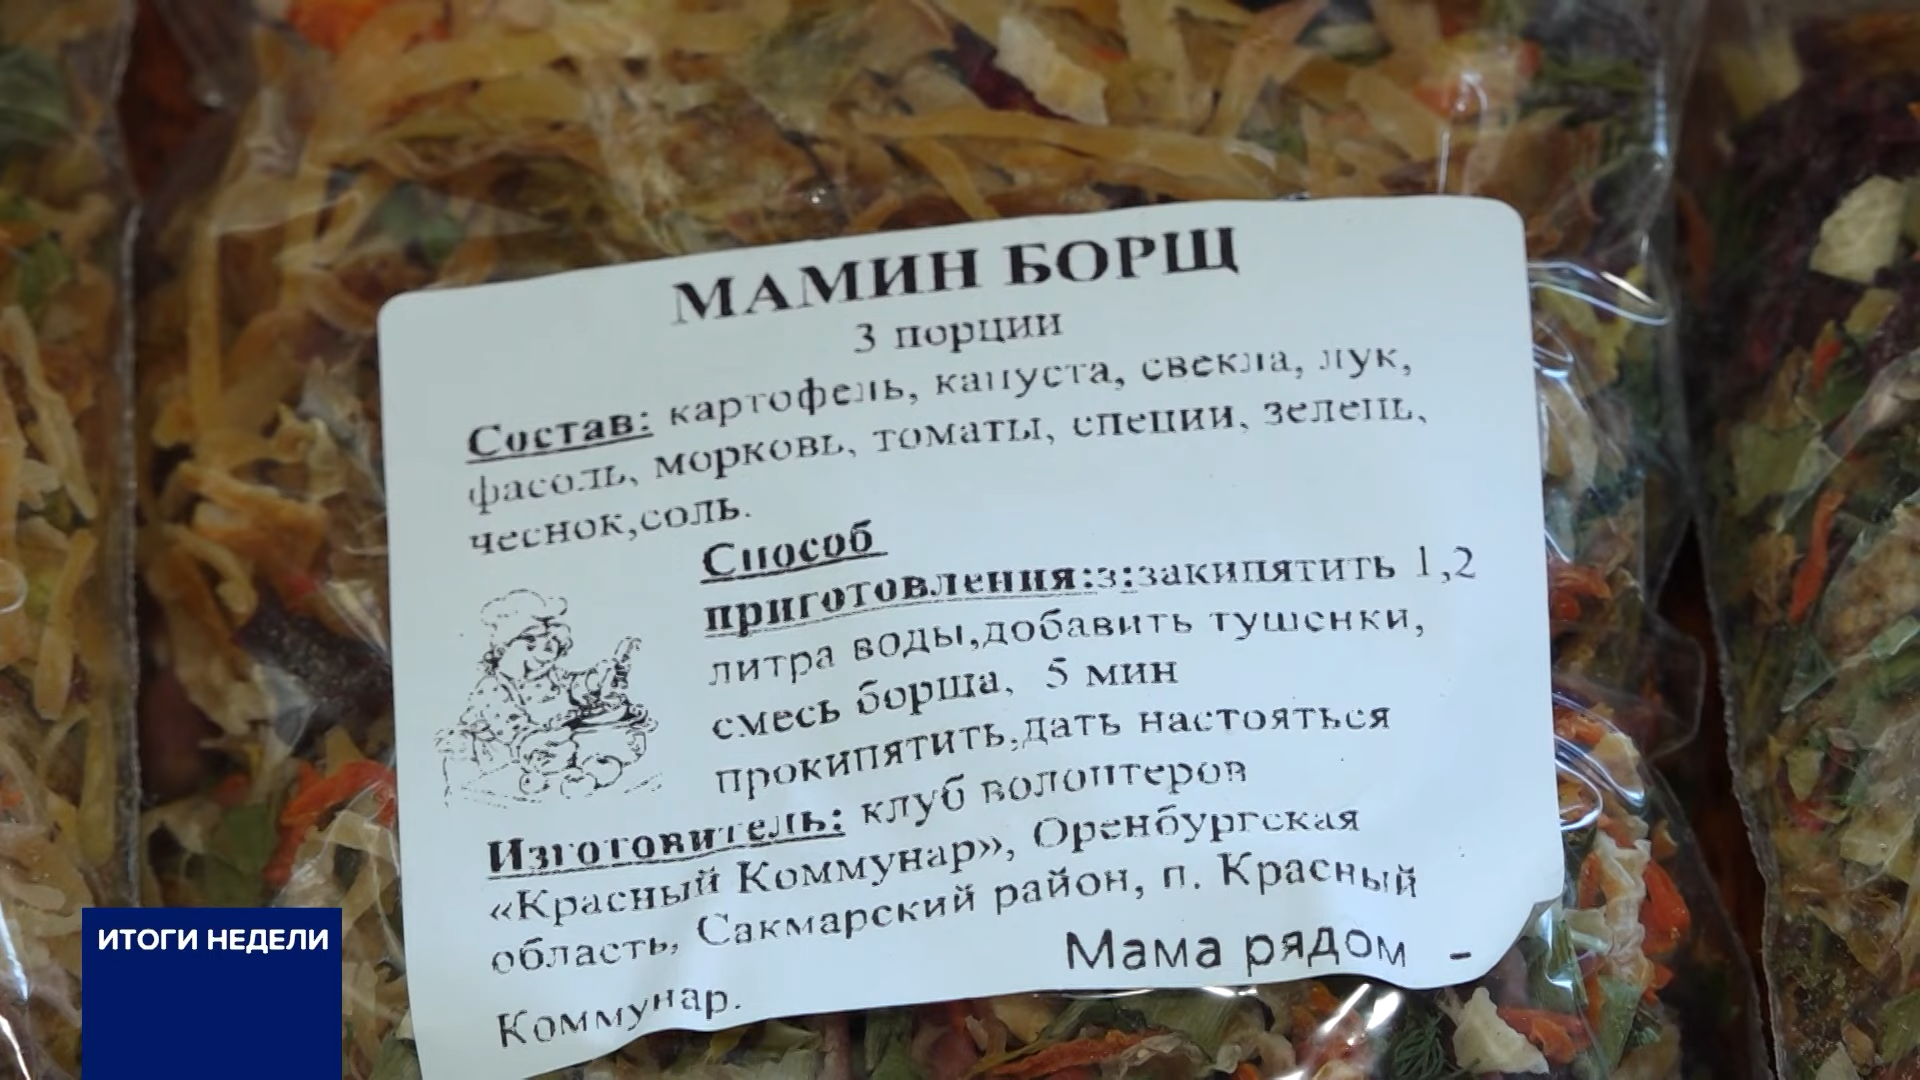 МАМИН БОРЩ
3 порции
Состав: картофель, капуста, свекла, лук,
фасоль, морковь, томаты, специи, зелень,
чеснок,соль.
Способ
приготовления:з:закипятить 1,2
литра воды,добавить тушенки,
смесь борща, 5 мин
прокипятить,дать настояться
Изготовитель: клуб волонтеров
«Красный Коммунар», Оренбургская
область, Сакмарский район, п. Красный
Коммунар.
Мама рядом -
ИТОГИ НЕДЕЛИ